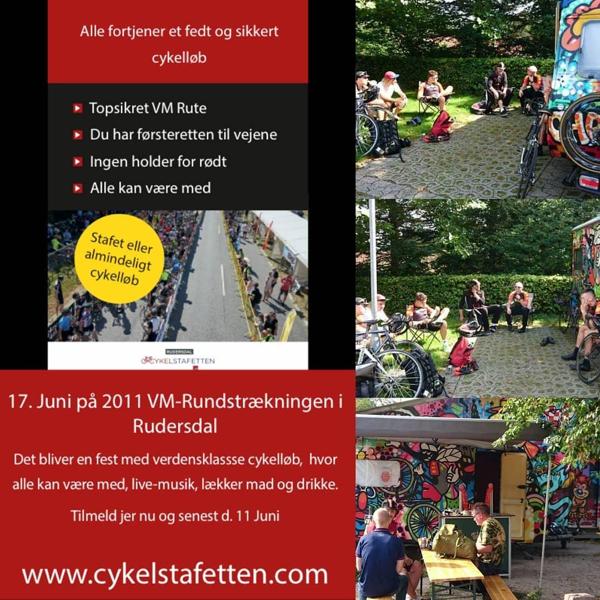 Alle fortjener et fedt og sikkert
cykelløb
Topsikret VM Rute
Du har førsteretten til vejene
Ingen holder for rødt
Alle kan være med
Stafet eller
almindeligt
cykelløb
RUDERSDAL
CYKELSTAFETTEN
17. Juni på 2011 VM-Rundstrækningen i
Rudersdal
Det bliver en fest med verdensklassse cykelløb, hvor
alle kan være med, live-musik, lækker mad og drikke.
Tilmeld jer nu og senest d. 11 Juni
www.cykelstafetten.com